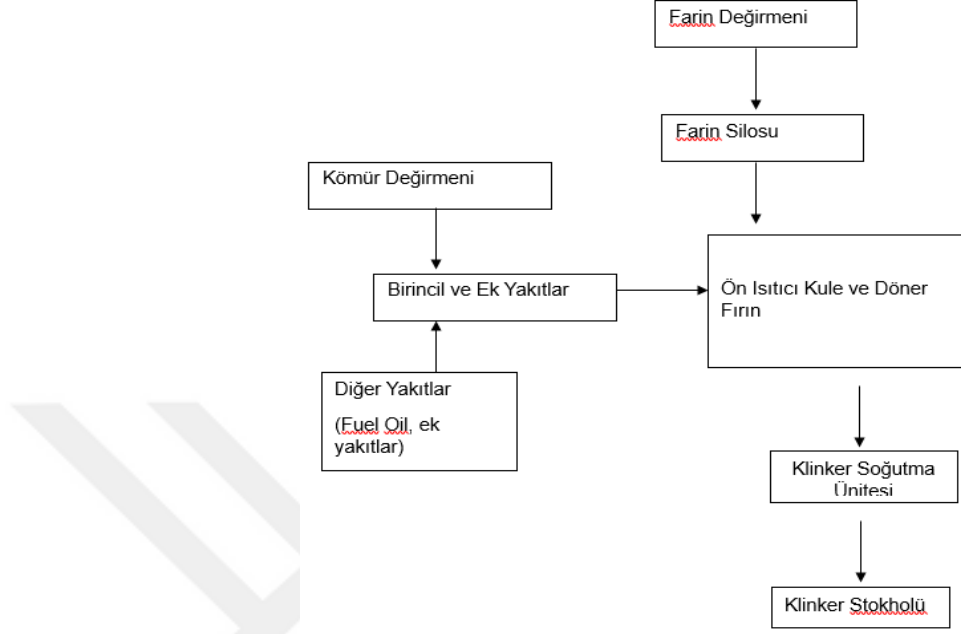 Farin Değirmeni
Farin Silosu
Kömür Değirmeni
Birincil ve Ek Yakıtlar
Ön Isıtıcı Kule ve Döner
Fırın
Diğer Yakıtlar
(Fuel Oil, ek
yakıtlar)
Klinker Soğutma
Ünitesi
Klinker Stokholü